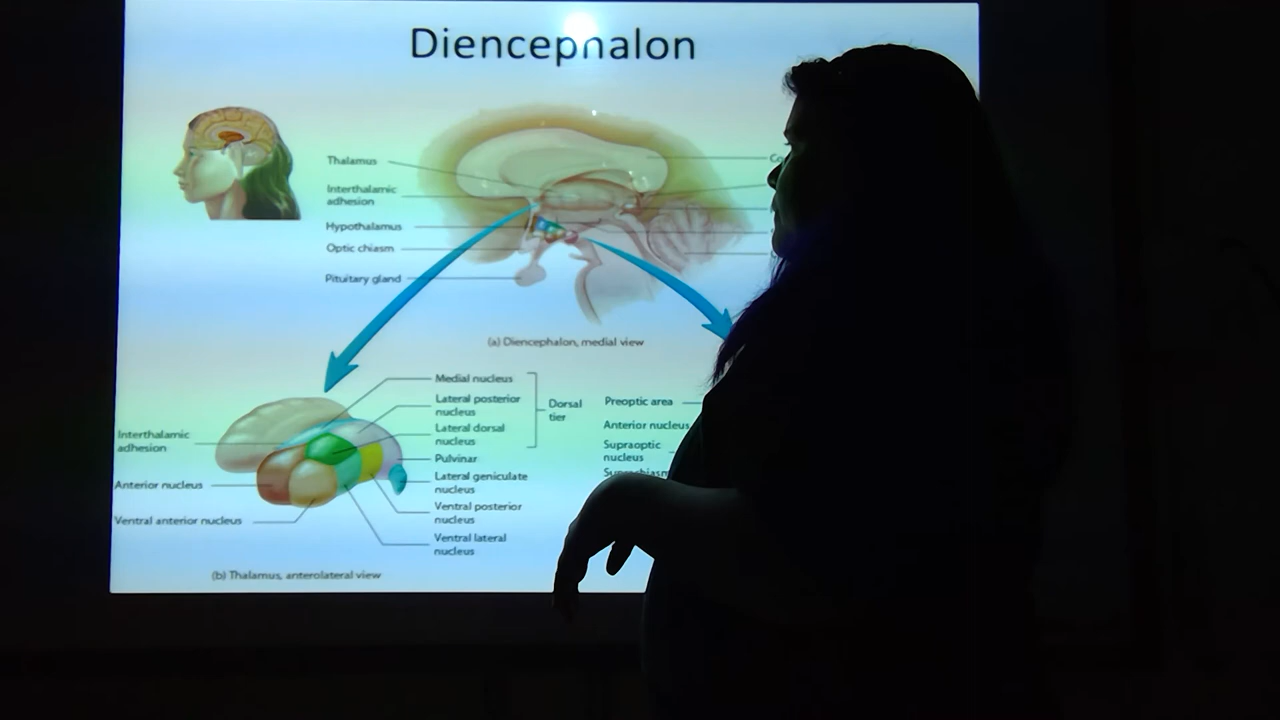 Diencephalon
Thalamus
Interthalamic
adhesion
Hypothalamus
Optic chiasm
Pituitary gland
(a) Diencephalon, medial view
Medial nucleus
Lateral posterior
nucleus
Lateral dorsal
nucleus
Dorsal
tier
Pulvinar
Lateral geniculate
nucleus
Ventral posterior
nucleus
Ventral lateral
nucleus
Interthalamic
adhesion
Anterior nucleus
Ventral anterior nucleus
(b) Thalamus, anterolateral view
Preoptic area
Anterior nucleus
Supraoptic
nucleus